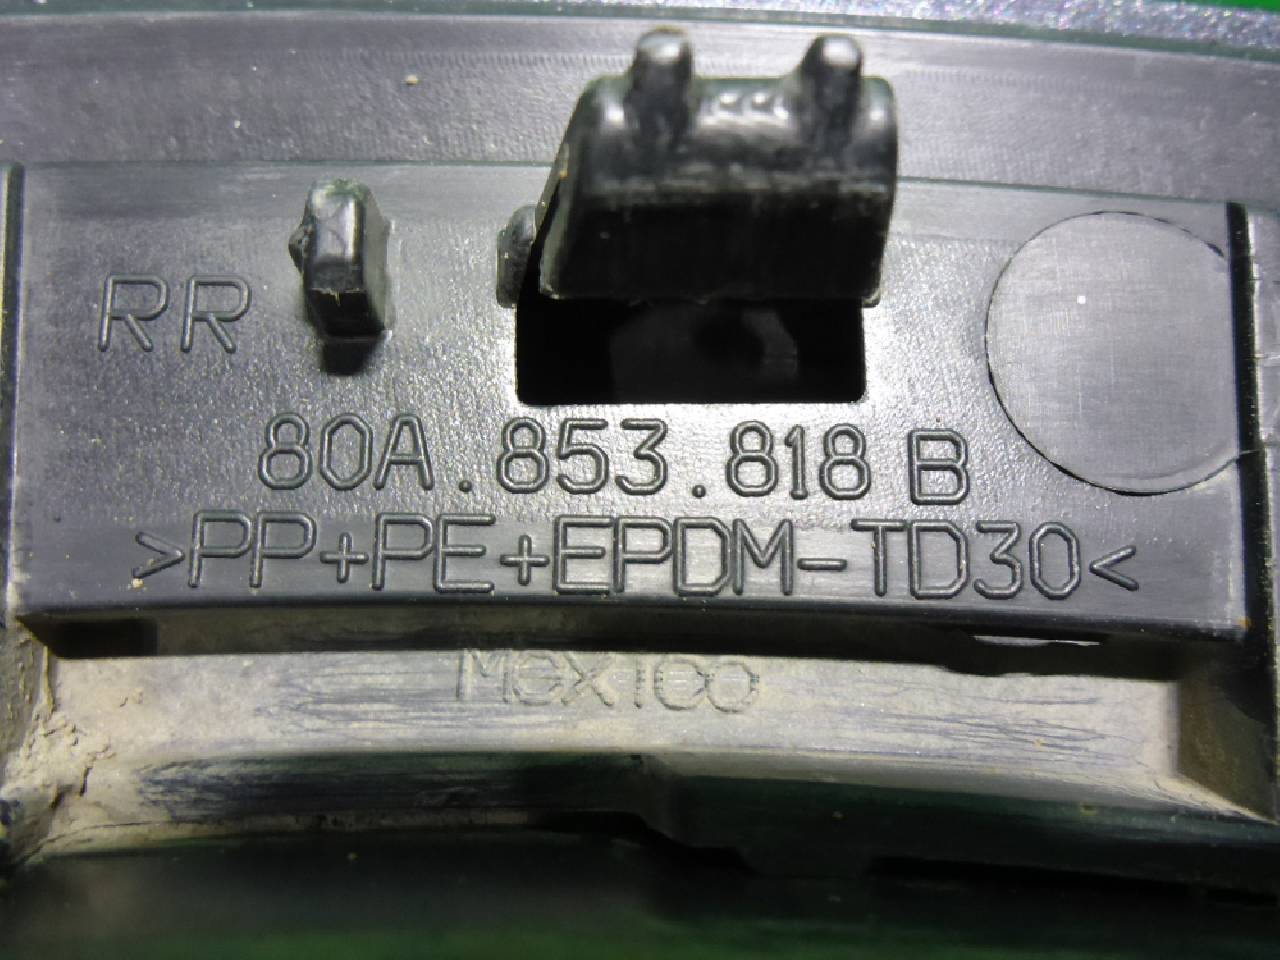 RR
80A.853.818 B
>PP+PE+EPDM-TD30<
Mexico